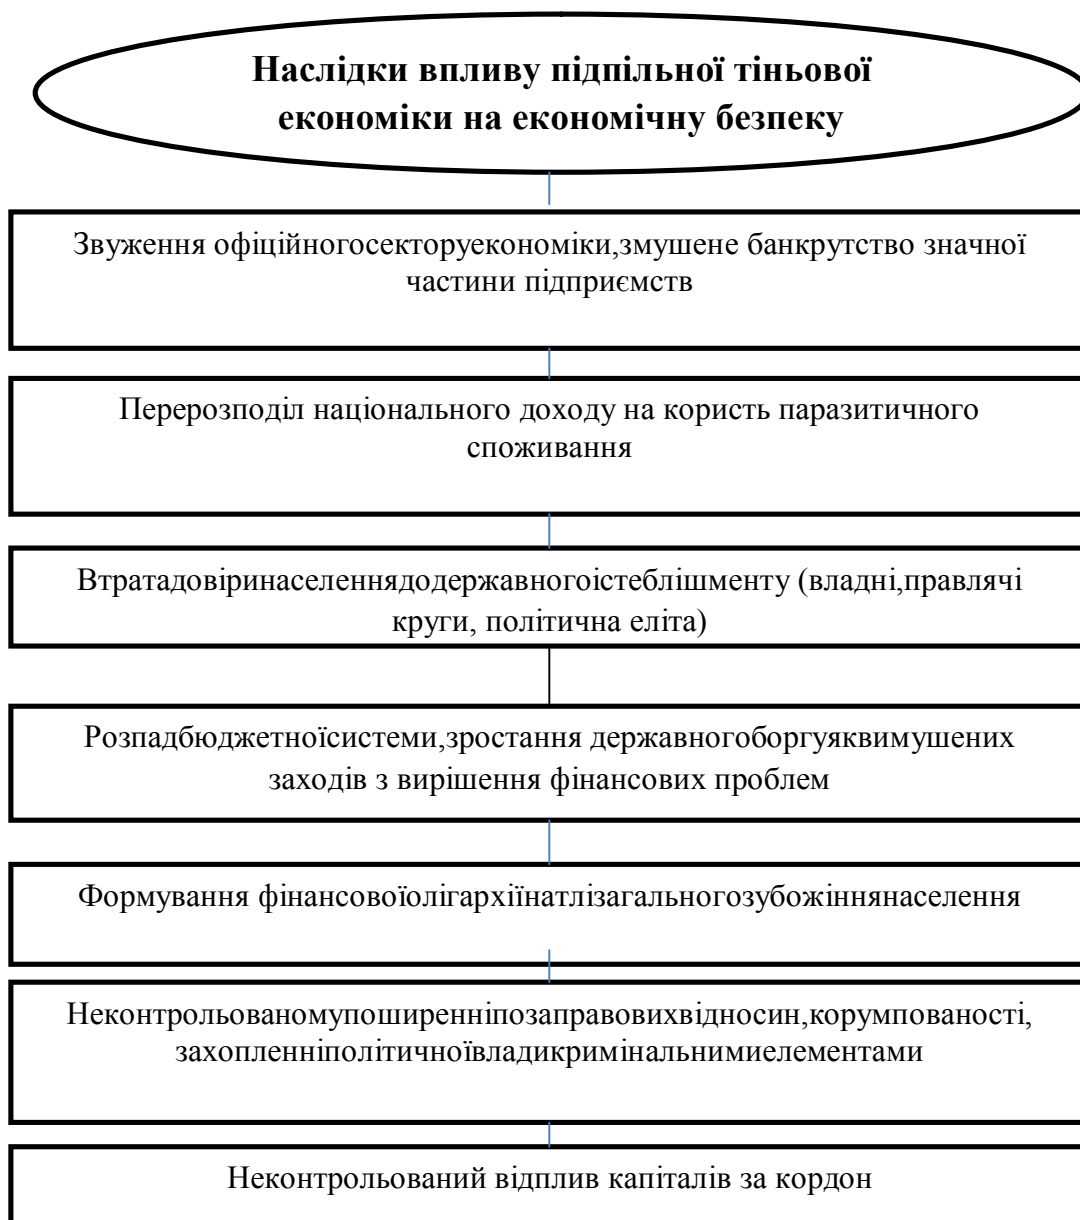 Наслідки впливу підпільної тіньової
економіки на економічну безпеку
Звуження офіційногосекторуекономіки,змушене банкрутство значної
частини підприємств
Перерозподіл національного доходу на користь паразитичного
споживання
Втратадовіринаселеннядодержавногоістеблішменту (владні,правлячі
круги, політична еліта)
Розпадбюджетноїсистеми,зростання державногоборгуяквимушених
заходів з вирішення фінансових проблем
Формування фінансовоїолігархіїнатлізагальногозубожіннянаселення
Неконтрольованомупоширенніпозаправовихвідносин,корумпованості,
захопленніполітичноївладикримінальнимиелементами
Неконтрольований відплив капіталів за кордон